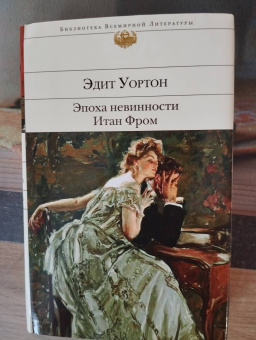 Библиотека Всемирной Литературы
Эдит Уортон
Эпоха невинности
Итан Фром